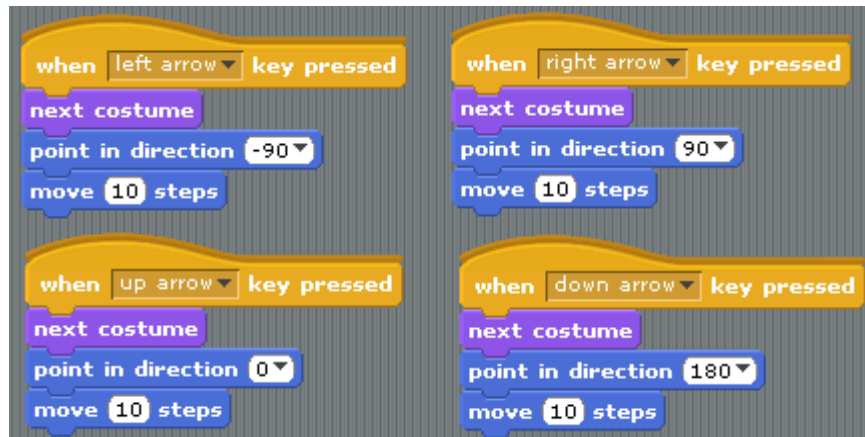 when left arrow key pressed
next costume
point in direction -90
move 10 steps
when right arrow key pressed
next costume
point in direction 90
move 10 steps
when up arrow key pressed
next costume
point in direction 0
move 10 steps
when down arrow key pressed
next costume
point in direction 180
move 10 steps